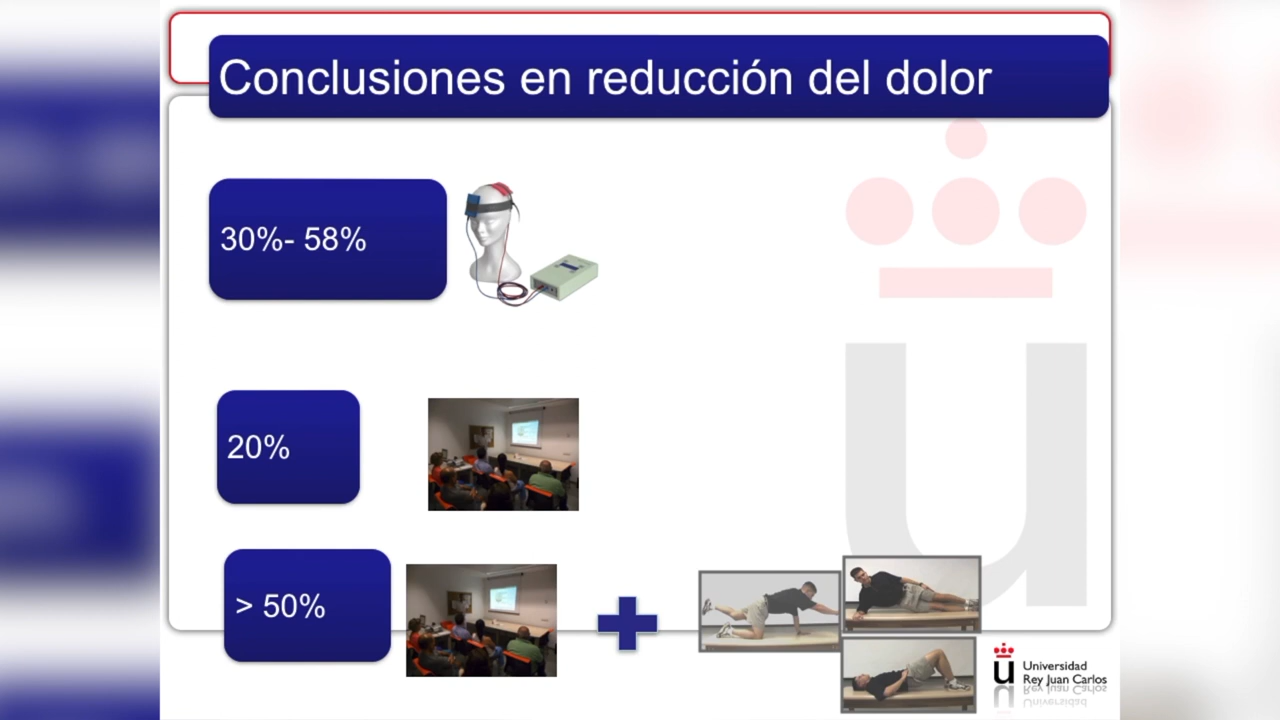 Conclusiones en reducción del dolor
30%- 58%
20%
> 50%
Universidad
Rey Juan Carlos